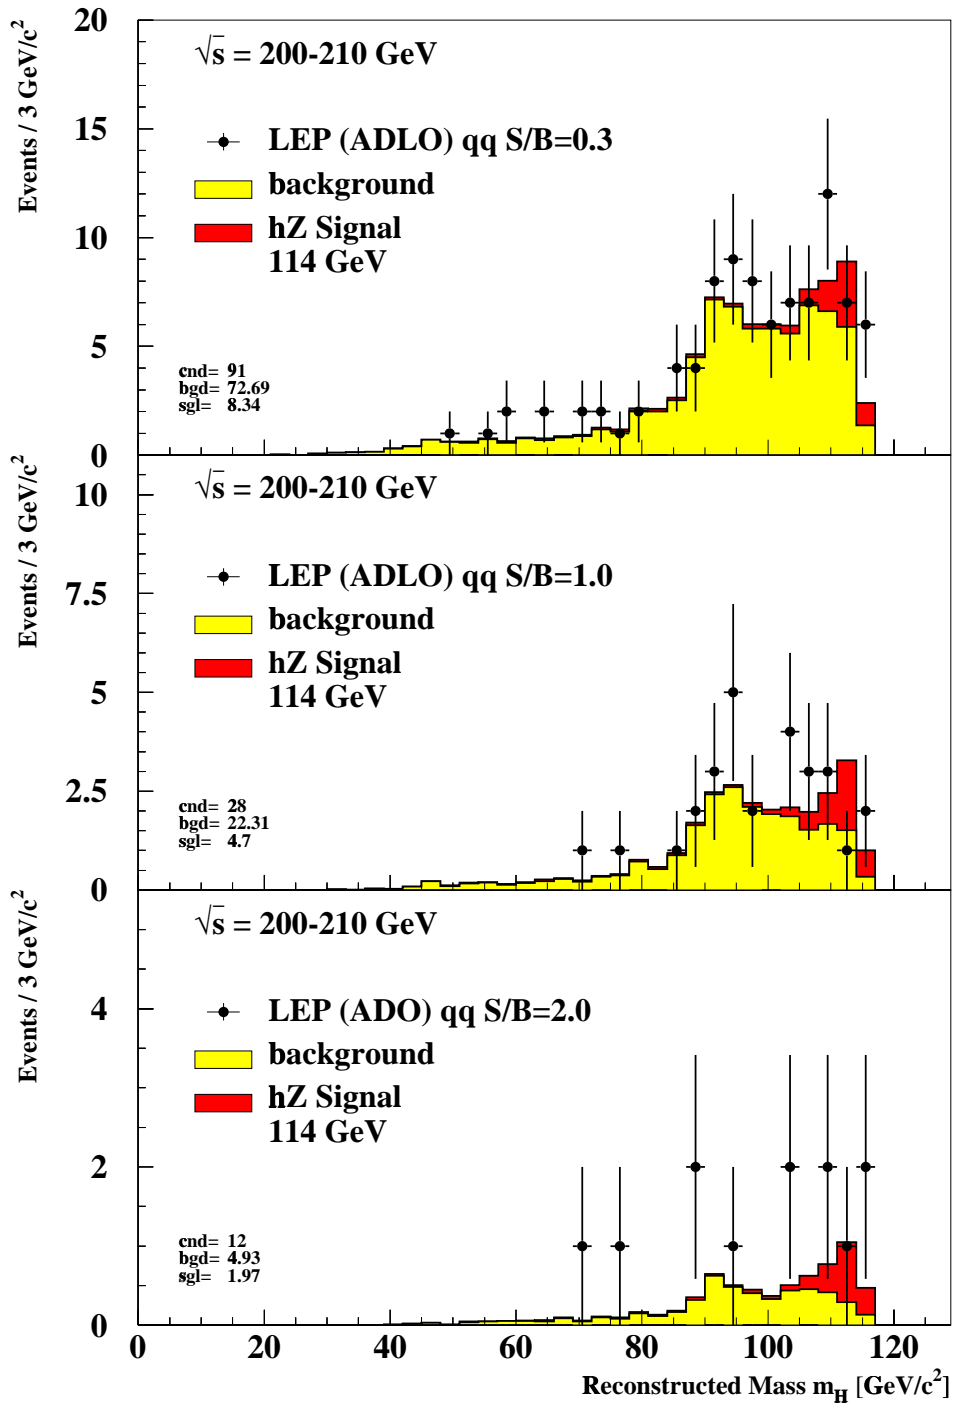 20
√s = 200-210 GeV
Events / 3 GeV/c²
15
LEP (ADLO) qq S/B=0.3
background
10
hZ Signal
114 GeV
5
cnd= 91
bgd= 72.69
sgl= 8.34
0
√s = 200-210 GeV
10
Events / 3 GeV/c²
7.5
LEP (ADLO) qq S/B=1.0
background
hZ Signal
114 GeV
5
2.5
cnd= 28
bgd= 22.31
sgl= 4.7
0
√s = 200-210 GeV
Events / 3 GeV/c²
4
LEP (ADO) qq S/B=2.0
background
hZ Signal
114 GeV
2
cnd= 12
bgd= 4.93
sgl= 1.97
0
0 20 40 60 80 100 120
Reconstructed Mass m_H [GeV/c²]